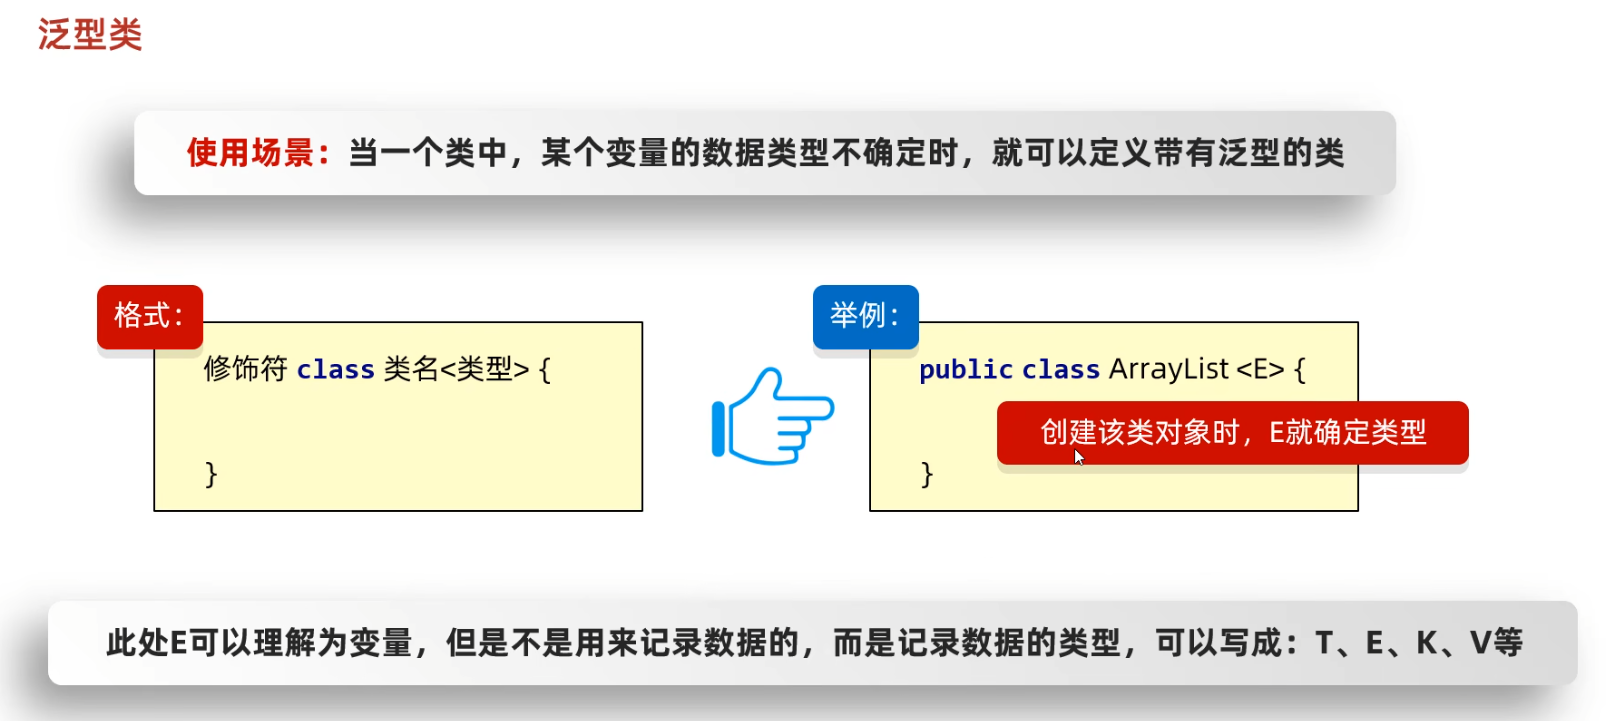 泛型类
使用场景：当一个类中，某个变量的数据类型不确定时，就可以定义带有泛型的类
格式：
修饰符 class 类名<类型> {
}
举例：
public class ArrayList <E> {
创建该类对象时，E就确定类型
}
此处E可以理解为变量，但是不是用来记录数据的，而是记录数据的类型，可以写成：T、E、K、V等